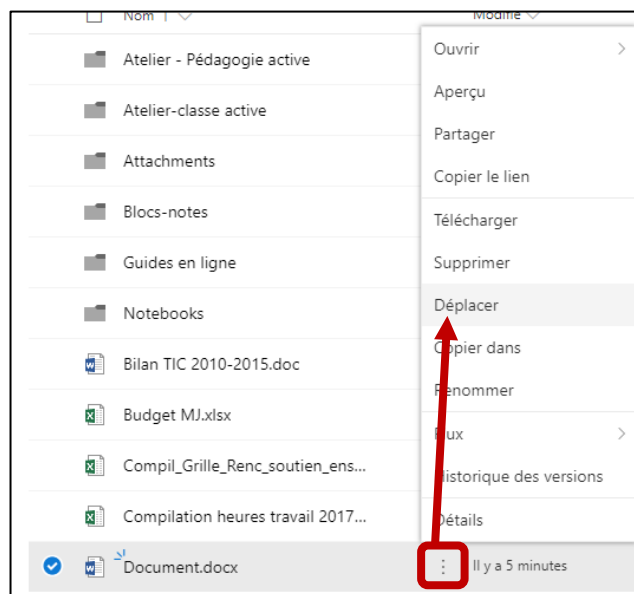 Nom
Modifié
Atelier - Pédagogie active
Atelier-classe active
Attachments
Blocs-notes
Guides en ligne
Notebooks
Bilan TIC 2010-2015.doc
Budget MJ.xlsx
Compil_Grille_Renc_soutien_ens...
Compilation heures travail 2017...
Document.docx
Il y a 5 minutes
Ouvrir
Aperçu
Partager
Copier le lien
Télécharger
Supprimer
Déplacer
Copier dans
Renommer
Flux
Historique des versions
Détails